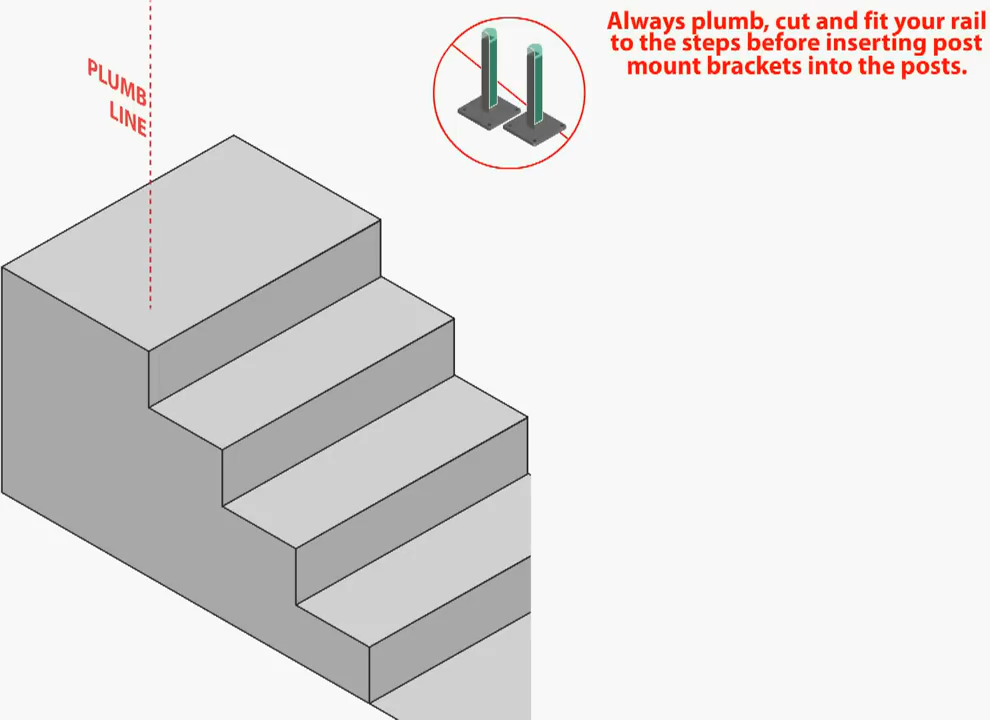 Always plumb, cut and fit your rail
to the steps before inserting post
mount brackets into the posts.
PLUMB
LINE